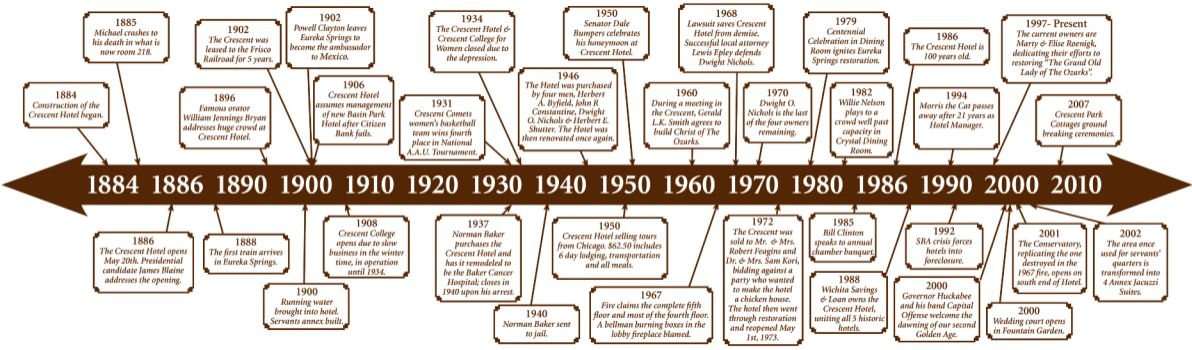 1884
Construction of the
Crescent Hotel began.
1885
Michael crashes to
his death in what is
now room 218.
1896
Famous orator
William Jennings Bryan
addresses huge crowd at
Crescent Hotel.
1902
The Crescent was
leased to the Frisco
Railroad for 5 years.
1902
Powell Clayton leaves
Eureka Springs to
become the ambassador
to Mexico.
1906
Crescent Hotel
assumes management
of new Basin Park
Hotel after Citizen
Bank fails.
1931
Crescent Comets
women's basketball
team wins fourth
place in National
A.A.U. Tournament.
1934
The Crescent Hotel &
Crescent College for
Women closed due to
the depression.
1946
The Hotel was purchased
by four men, Herbert
A. Byfield, John R
Constantine, Dwight
O. Nichols & Herbert E.
Shutter. The Hotel was
then renovated once again.
1950
Senator Dale
Bumpers celebrates
his honeymoon at
Crescent Hotel.
1960
During a meeting in
the Crescent, Gerald
L.K. Smith agrees to
build Christ of The
Ozarks.
1968
Lawsuit saves Crescent
Hotel from demise.
Successful local attorney
Lewis Epley defends
Dwight Nichols.
1970
Dwight O.
Nichols is the last
of the four owners
remaining.
1979
Centennial
Celebration in Dining
Room ignites Eureka
Springs restoration.
1982
Willie Nelson
plays to a
crowd well past
capacity in
Crystal Dining
Room.
1986
The Crescent Hotel is
100 years old.
1994
Morris the Cat passes
away after 21 years as
Hotel Manager.
1997- Present
The current owners are
Marty & Elise Roenigk,
dedicating their efforts to
restoring "The Grand Old
Lady of The Ozarks".
2007
Crescent Park
Cottages ground
breaking ceremonies.
1884 1886 1890 1900 1910 1920 1930 1940 1950 1960 1970 1980 1986 1990 2000 2010
1886
The Crescent Hotel opens
May 20th. Presidential
candidate James Blaine
addresses the opening.
1888
The first train arrives
in Eureka Springs.
1900
Running water
brought into hotel.
Servants annex built.
1908
Crescent College
opens due to slow
business in the winter
time, in operation
until 1934.
1937
Norman Baker
purchases the
Crescent Hotel and
has it remodeled to
be the Baker Cancer
Hospital; closes in
1940 upon his arrest.
1940
Norman Baker sent
to jail.
1950
Crescent Hotel selling tours
from Chicago. $62.50 includes
6 day lodging, transportation
and all meals.
1967
Fire claims the complete fifth
floor and most of the fourth floor.
A bellman burning boxes in the
lobby fireplace blamed.
1972
The Crescent was
sold to Mr. & Mrs.
Robert Feagins and
Dr. & Mrs. Sam Kori,
bidding against a
party who wanted
to make the hotel
a chicken house.
The hotel then went
through restoration
and reopened May
1st, 1973.
1985
Bill Clinton
speaks to annual
chamber banquet.
1988
Wichita Savings
& Loan owns the
Crescent Hotel,
uniting all 5 historic
hotels.
1992
SBA crisis forces
hotels into
foreclosure.
2000
Governor Huckabee
and his band Capital
Offense welcome the
dawning of our second
Golden Age.
2000
Wedding court opens
in Fountain Garden.
2001
The Conservatory,
replicating the one
destroyed in the
1967 fire, opens on
south end of Hotel.
2002
The area once
used for servants'
quarters is
transformed into
4 Annex Jacuzzi
Suites.